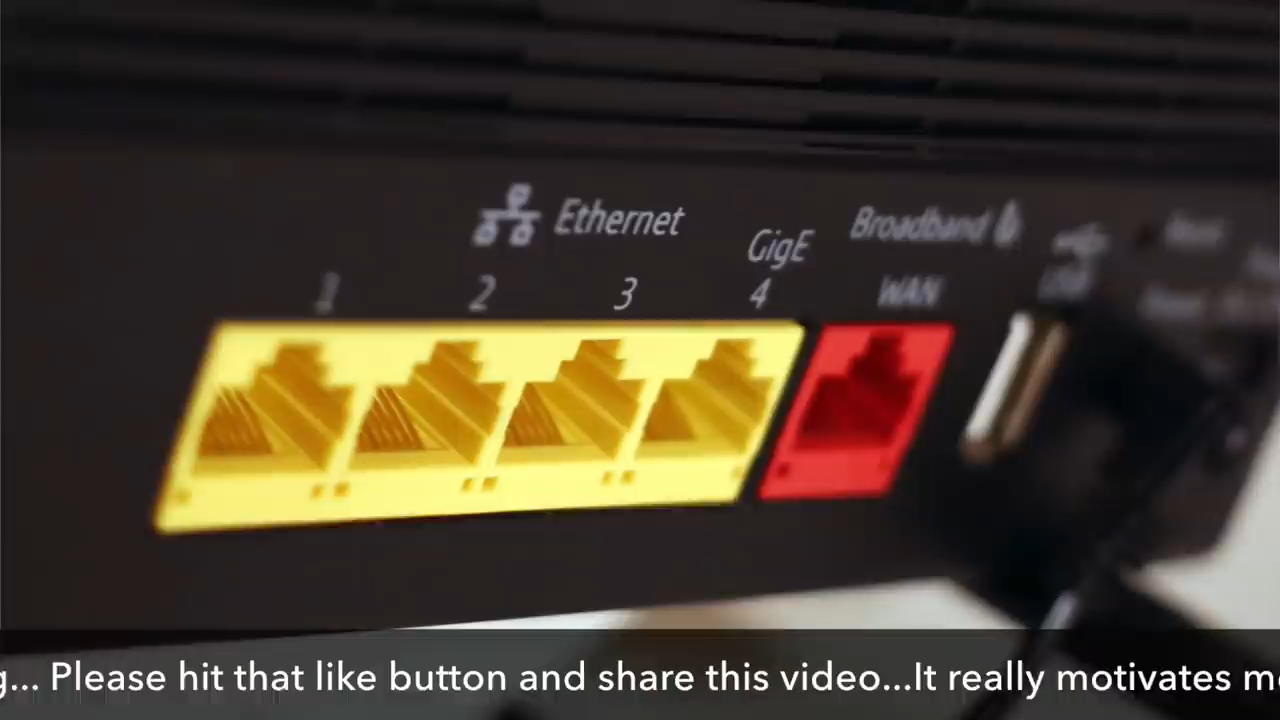 Ethernet
GigE
Broadband
1 2 3 4 WAN
g... Please hit that like button and share this video...It really motivates m